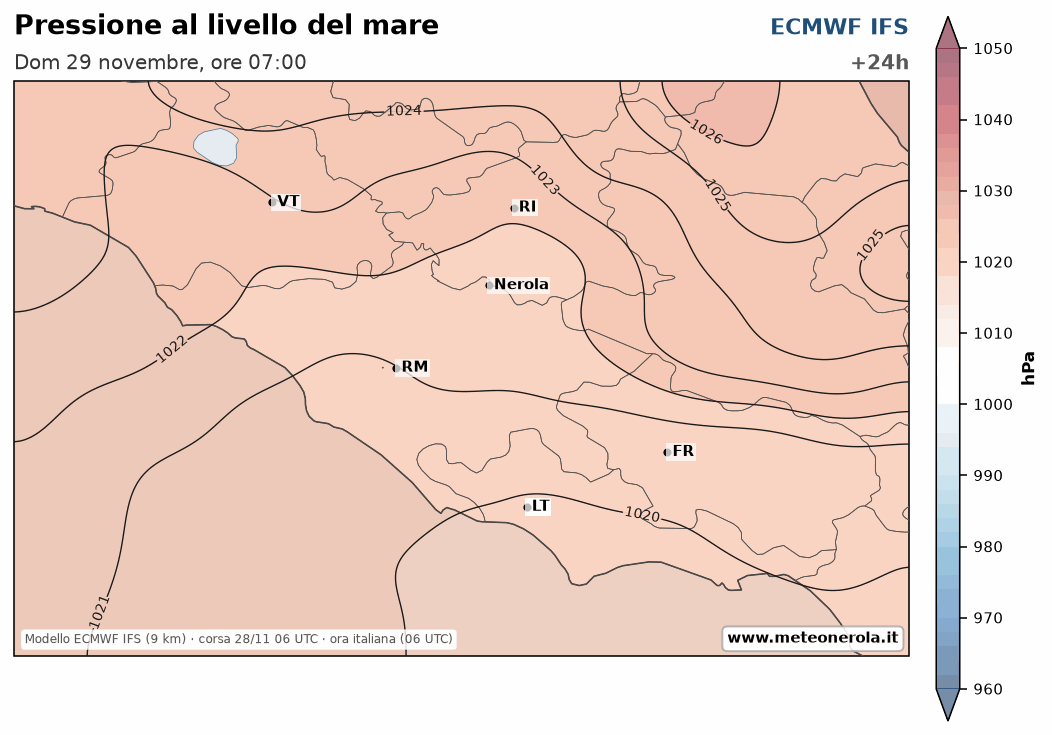 Pressione al livello del mare
ECMWF IFS
Dom 29 novembre, ore 07:00
+24h
1024
1026
1023
1025
VT
RI
1025
Nerola
1022
RM
FR
LT
1020
1021
Modello ECMWF IFS (9 km) · corsa 28/11 06 UTC · ora italiana (06 UTC)
www.meteonerola.it
1050
1040
1030
1020
1010
1000
990
980
970
960
hPa